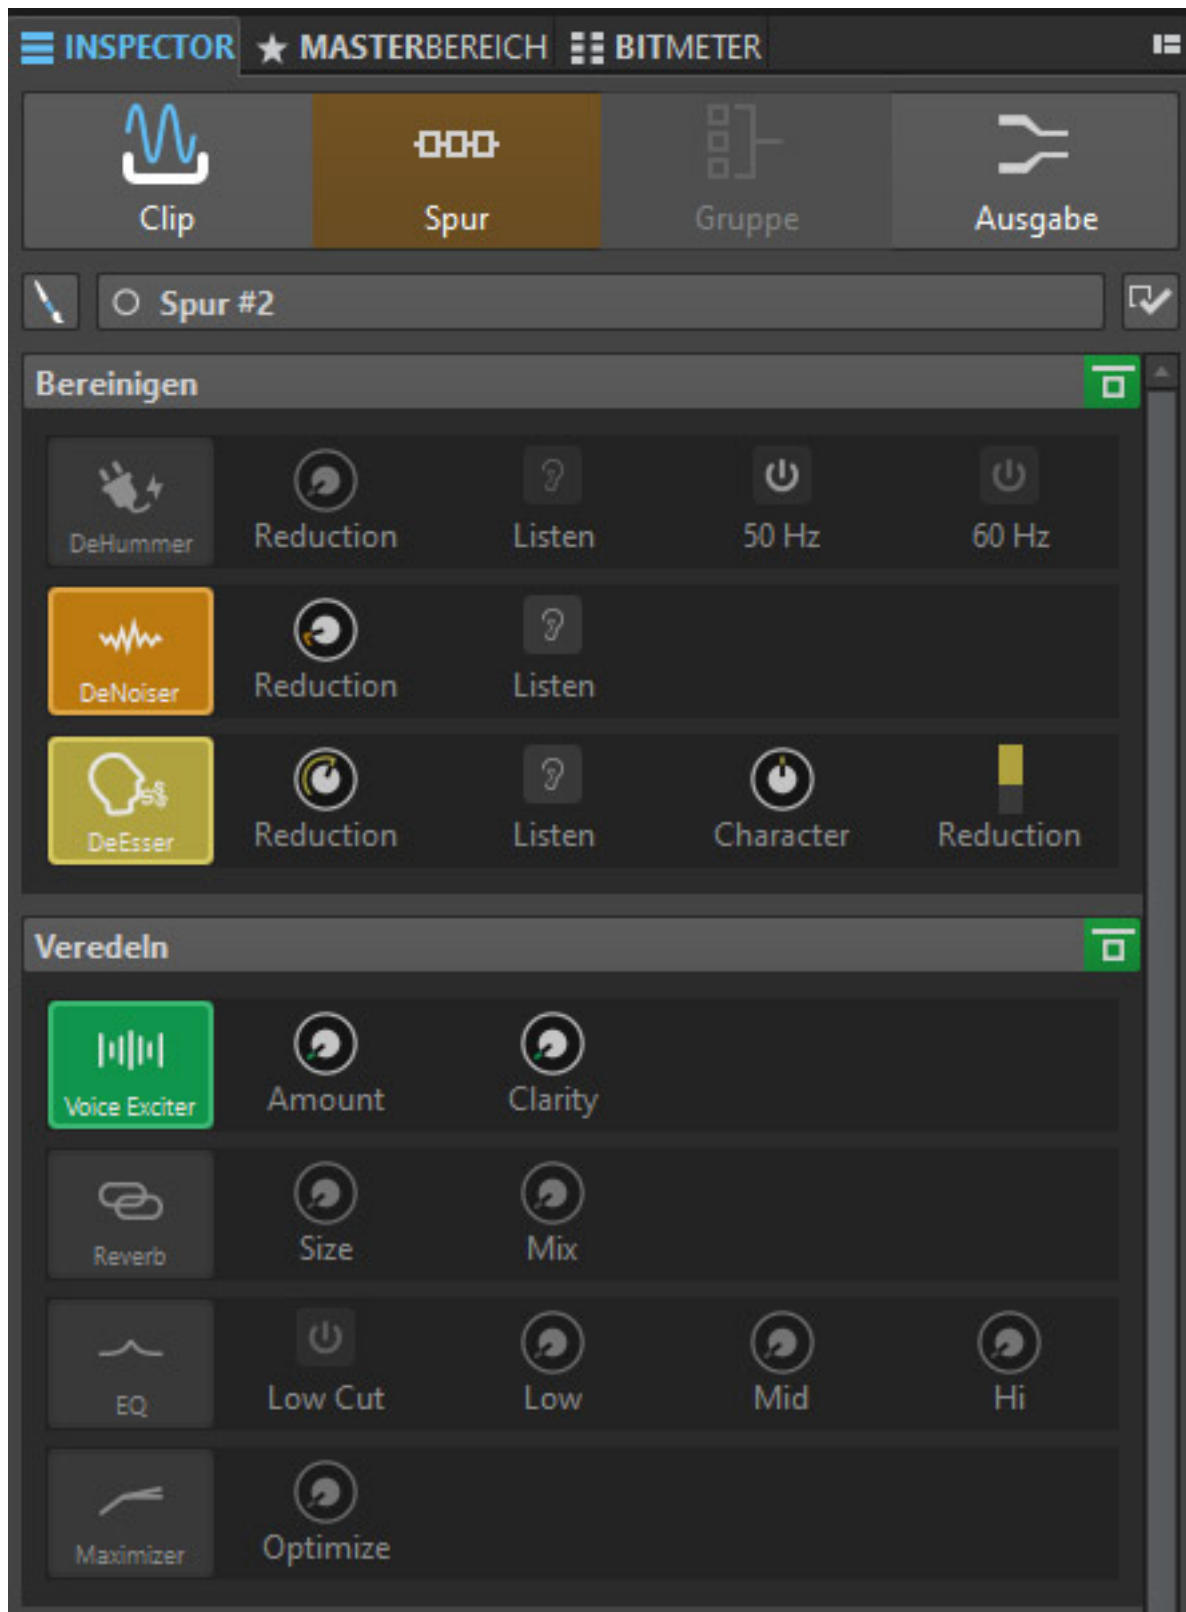 INSPECTOR MASTERBEREICH BITMETER
Clip Spur Gruppe Ausgabe
Spur #2
Bereinigen
DeHummer Reduction Listen 50 Hz 60 Hz
DeNoiser Reduction Listen
DeEsser Reduction Listen Character Reduction
Veredeln
Voice Exciter Amount Clarity
Reverb Size Mix
EQ Low Cut Low Mid Hi
Maximizer Optimize